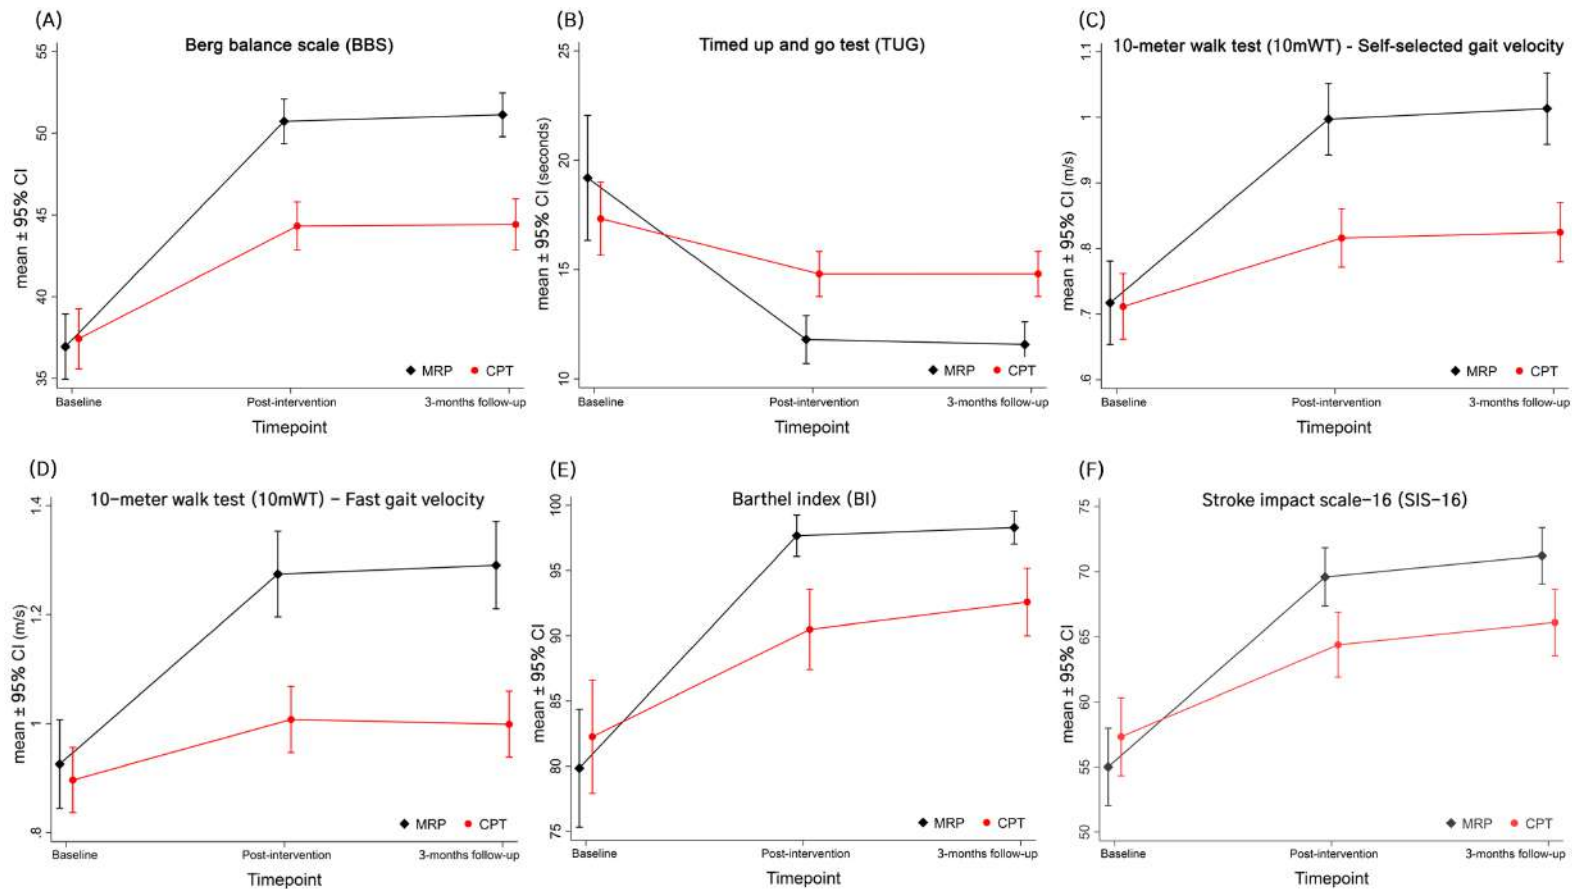 (A)
Berg balance scale (BBS)
mean ± 95% CI
55
50
45
40
35
MRP CPT
Baseline Post-intervention 3-months follow-up
Timepoint
(B)
Timed up and go test (TUG)
mean ± 95% CI (seconds)
25
20
15
10
MRP CPT
Baseline Post-intervention 3-months follow-up
Timepoint
(C)
10-meter walk test (10mWT) - Self-selected gait velocity
mean ± 95% CI (m/s)
1.1
1
.9
.8
.7
.6
MRP CPT
Baseline Post-intervention 3-months follow-up
Timepoint
(D)
10-meter walk test (10mWT) – Fast gait velocity
mean ± 95% CI (m/s)
1.4
1.2
1
.8
MRP CPT
Baseline Post-intervention 3-months follow-up
Timepoint
(E)
Barthel index (BI)
mean ± 95% CI
100
95
90
85
80
75
MRP CPT
Baseline Post-intervention 3-months follow-up
Timepoint
(F)
Stroke impact scale-16 (SIS-16)
mean ± 95% CI
75
70
65
60
55
50
MRP CPT
Baseline Post-intervention 3-months follow-up
Timepoint